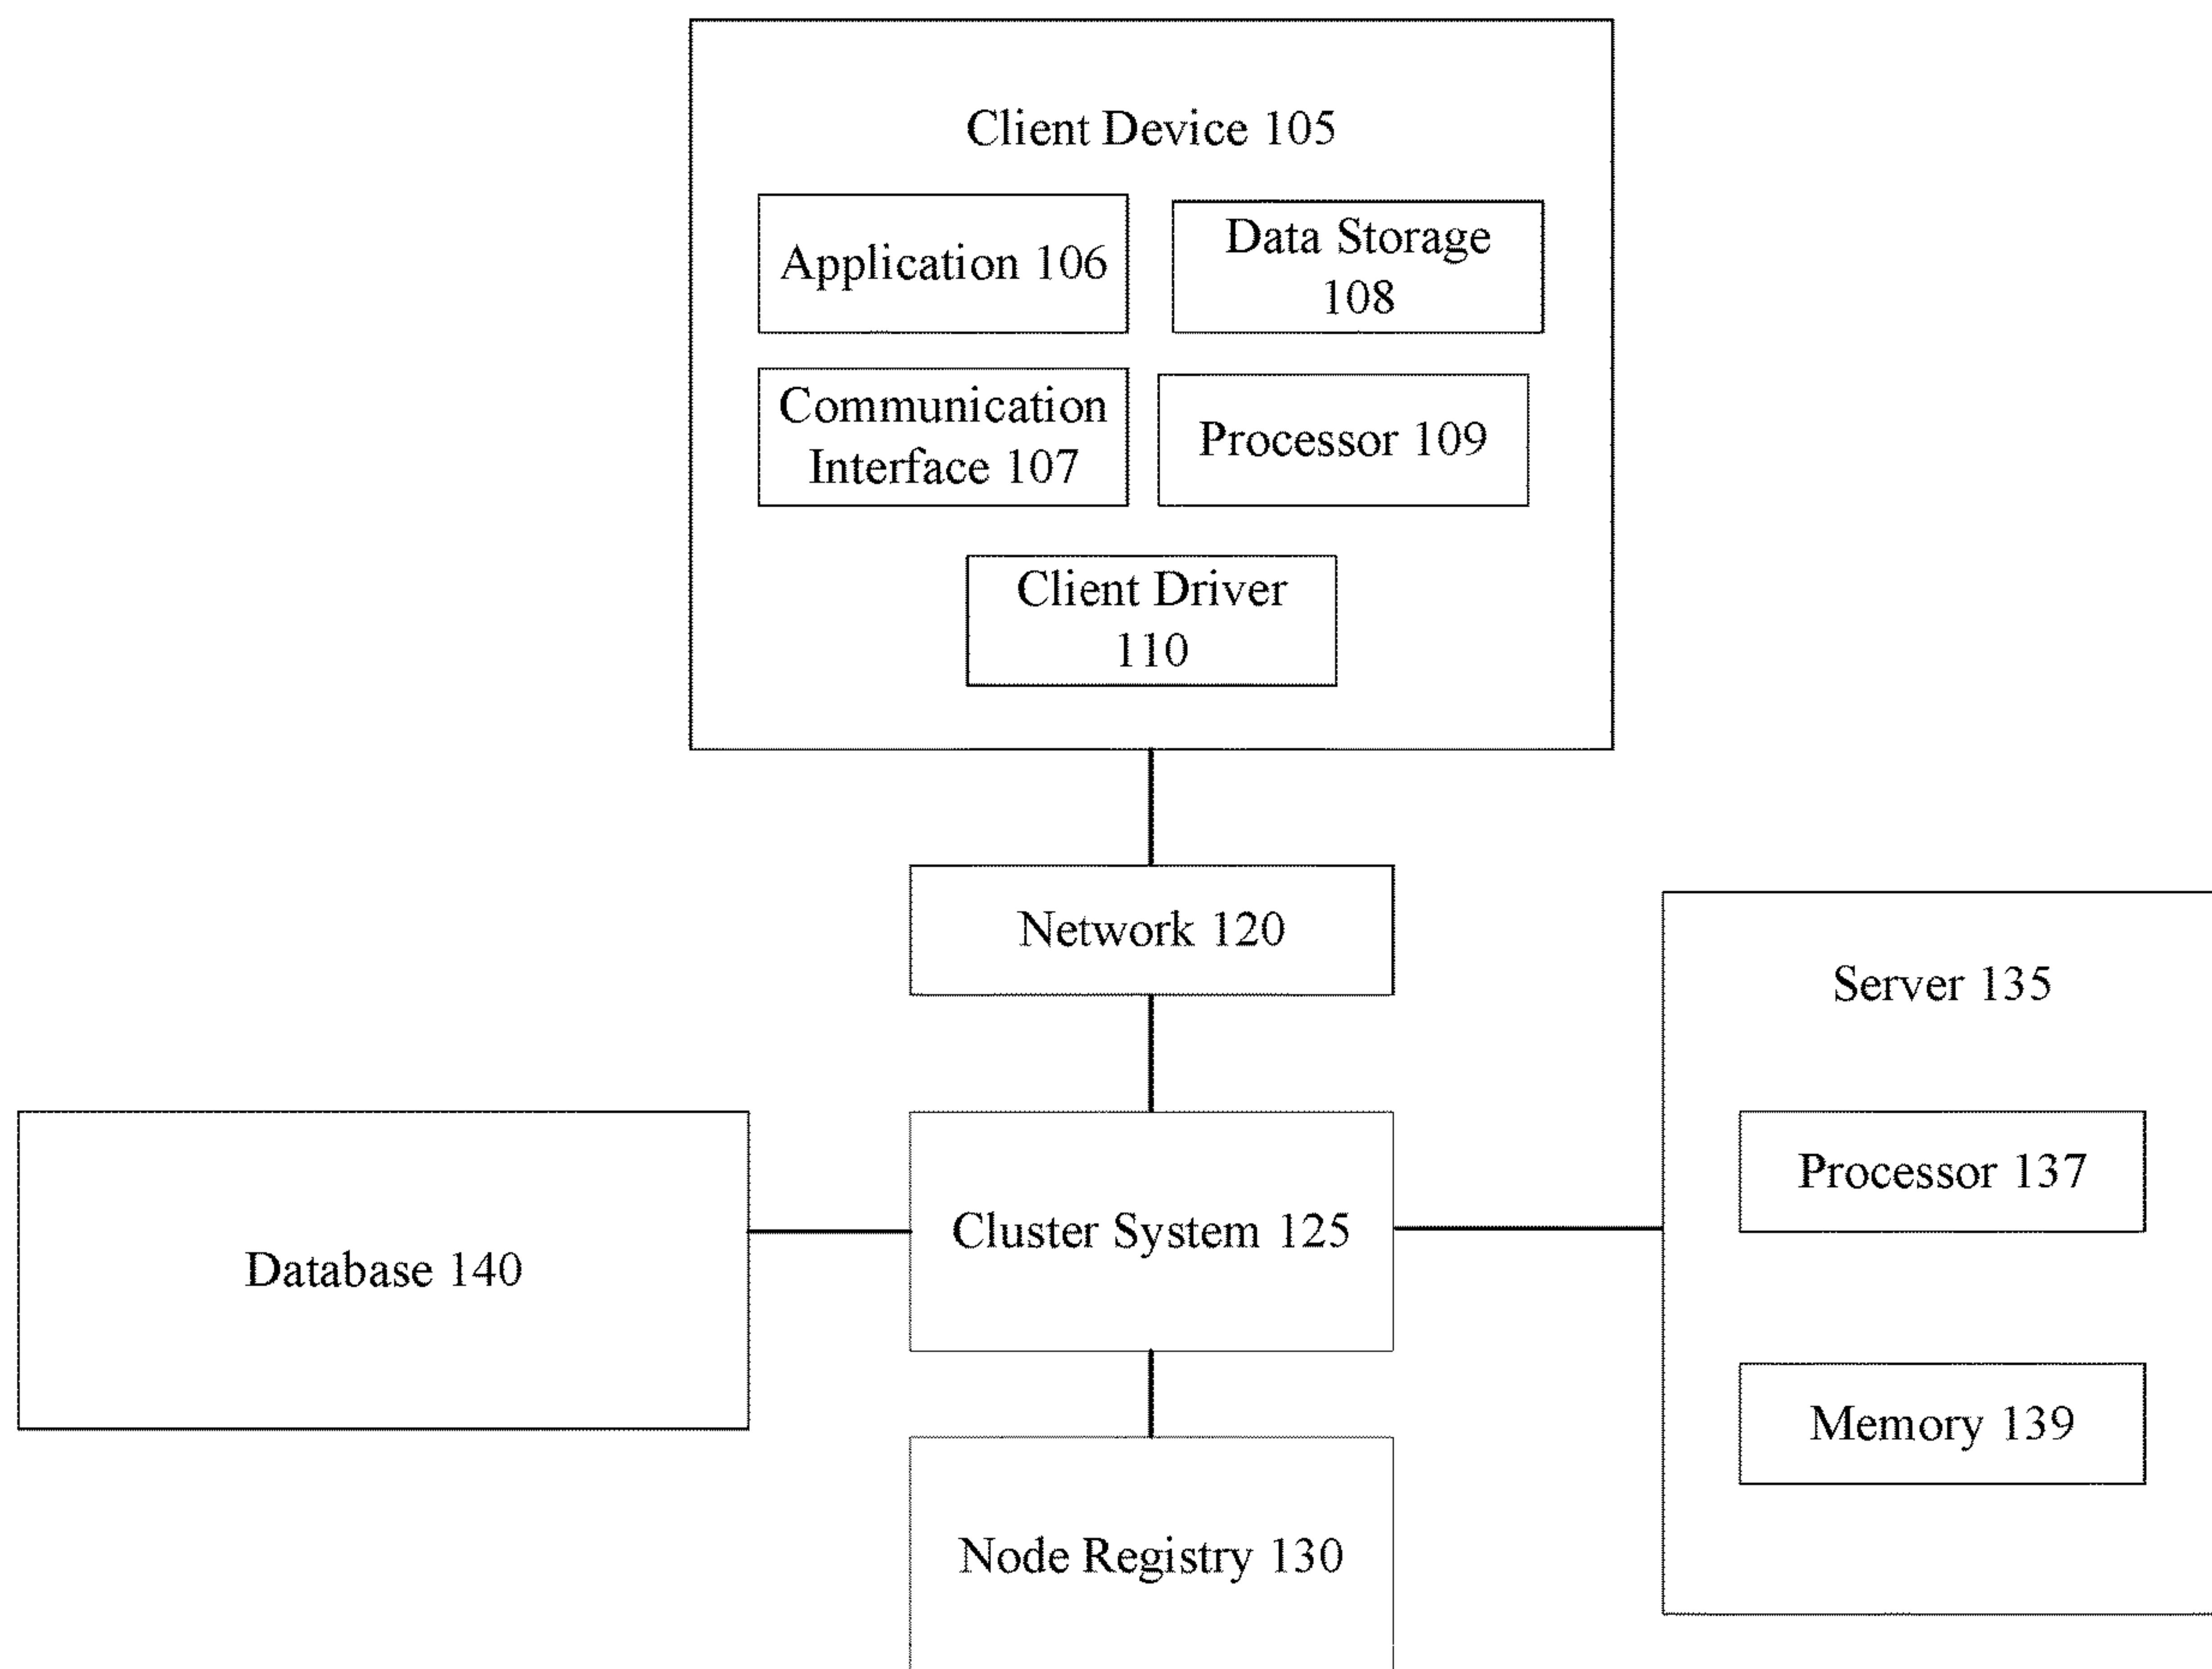 Client Device 105
Application 106
Data Storage
108
Communication
Interface 107
Processor 109
Client Driver
110
Network 120
Server 135
Processor 137
Memory 139
Cluster System 125
Database 140
Node Registry 130